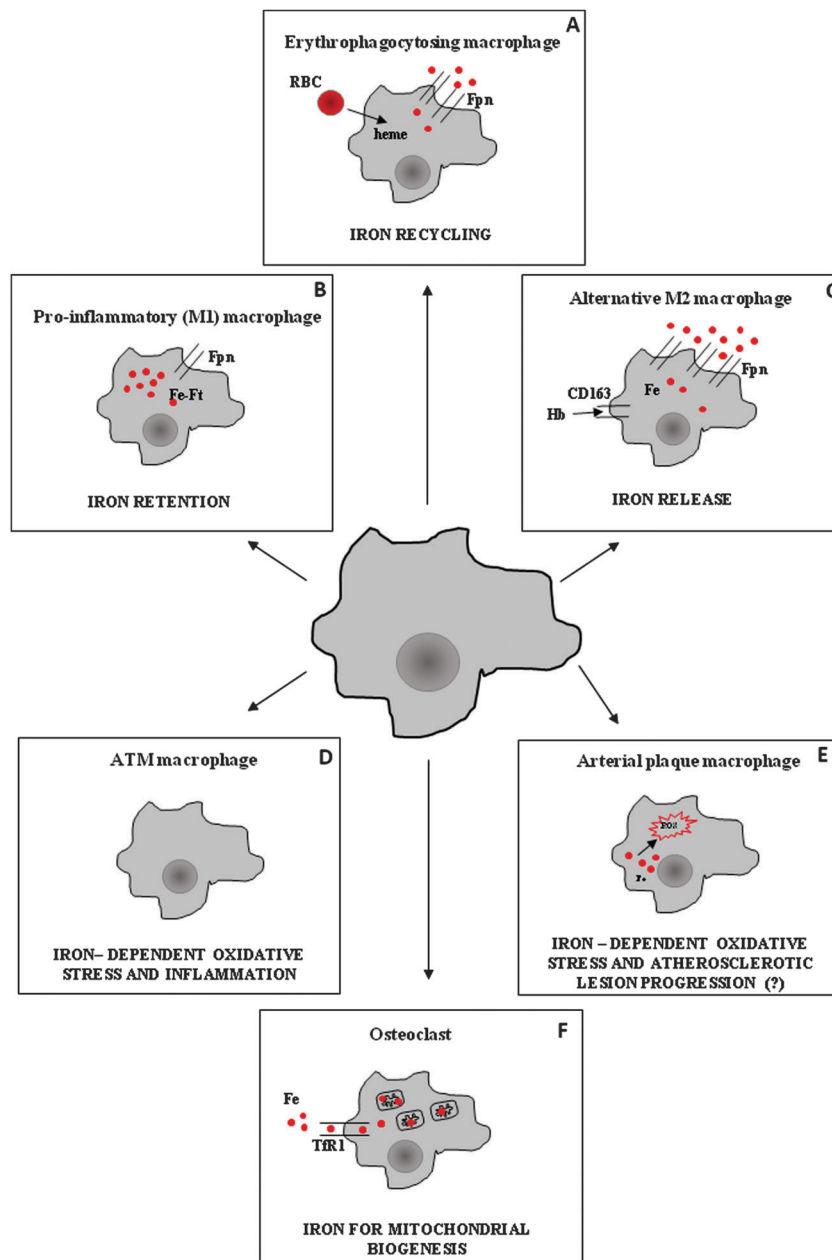 A
Erythrophagocytosing macrophage
RBC
Fpn
heme
IRON RECYCLING
B
Pro-inflammatory (M1) macrophage
Fpn
Fe-Ft
IRON RETENTION
C
Alternative M2 macrophage
Fpn
Fe
CD163
Hb
IRON RELEASE
D
ATM macrophage
IRON– DEPENDENT OXIDATIVE
STRESS AND INFLAMMATION
E
Arterial plaque macrophage
ROS
IRON – DEPENDENT OXIDATIVE
STRESS AND ATHEROSCLEROTIC
LESION PROGRESSION (?)
F
Osteoclast
Fe
TfR1
IRON FOR MITOCHONDRIAL
BIOGENESIS